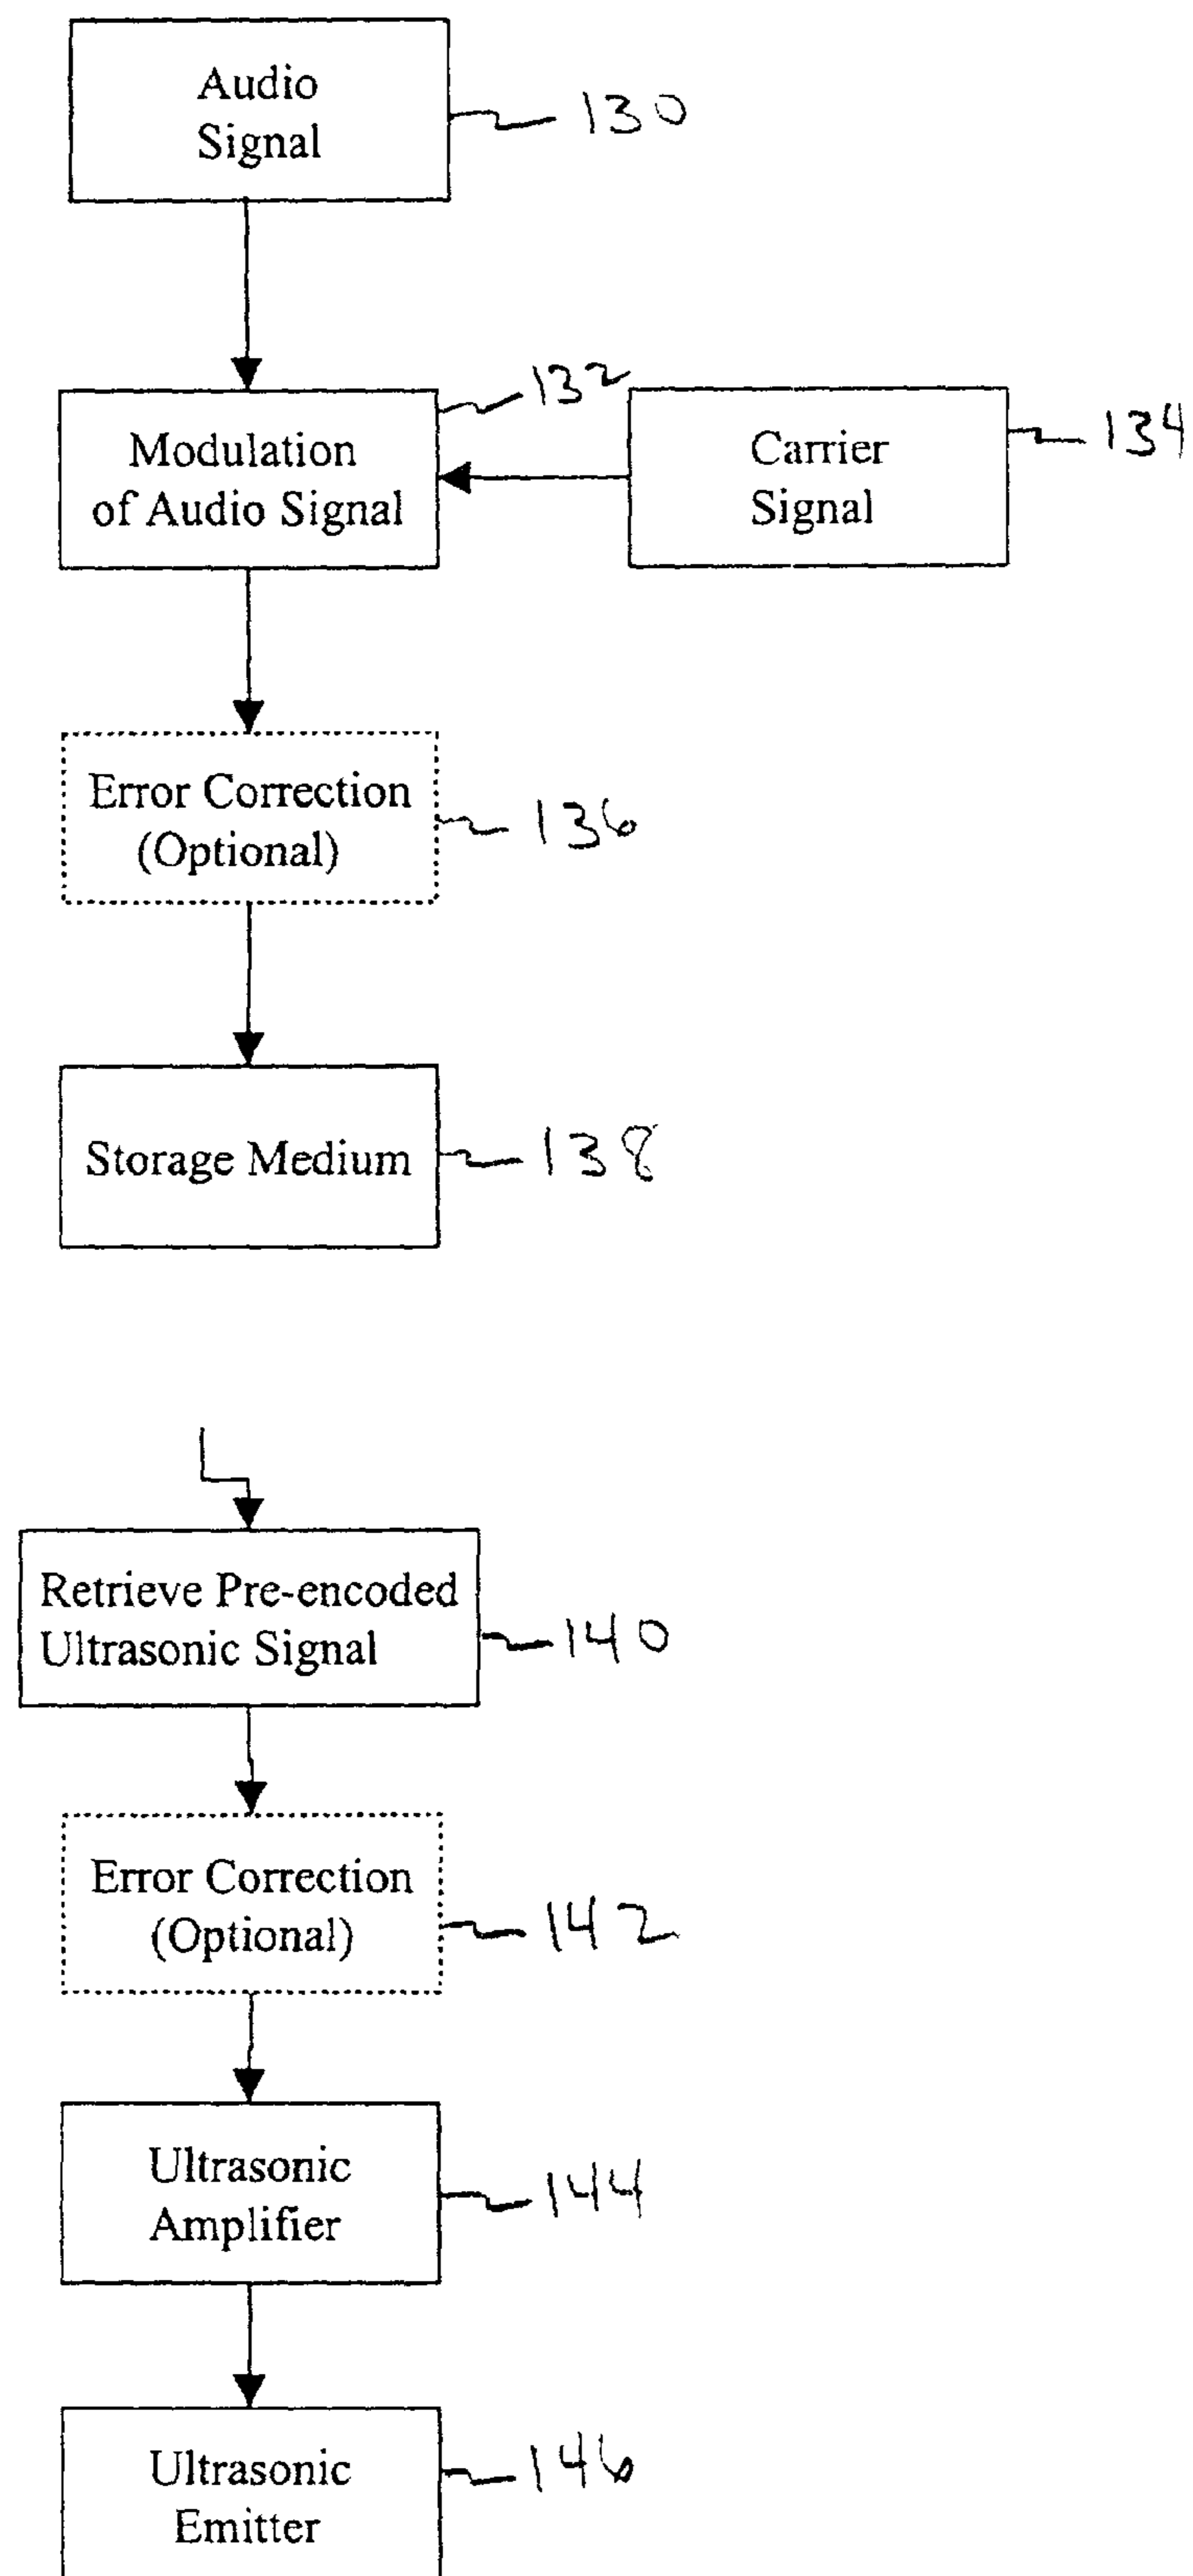 Audio
Signal
130
132
Modulation
of Audio Signal
Carrier
Signal
134
Error Correction
(Optional)
136
Storage Medium
138
Retrieve Pre-encoded
Ultrasonic Signal
140
Error Correction
(Optional)
142
Ultrasonic
Amplifier
144
Ultrasonic
Emitter
146